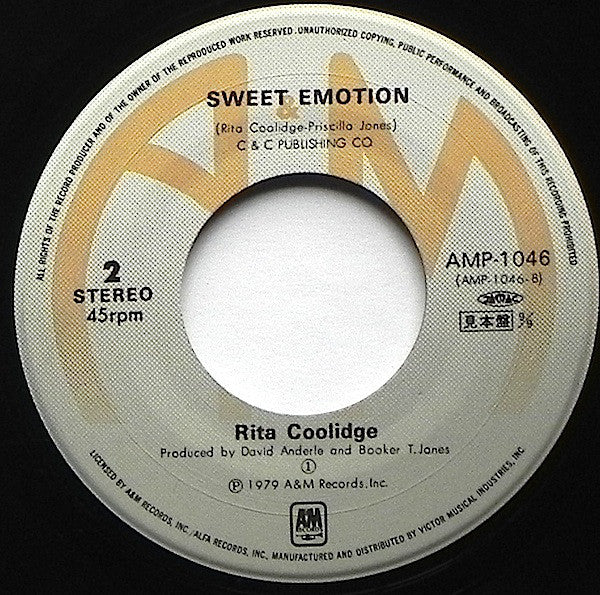 ALL RIGHTS OF THE RECORD PRODUCER AND OF THE OWNER OF THE REPRODUCED WORK RESERVED. UNAUTHORIZED COPYING, PUBLIC PERFORMANCE AND BROADCASTING OF THIS RECORD PROHIBITED
SWEET EMOTION
(Rita Coolidge-Priscilla Jones)
C & C PUBLISHING CO
2
STEREO
45rpm
AMP-1046
(AMP-1046-B)
見本盤
Rita Coolidge
Produced by David Anderle and Booker T. Jones
①
Ⓟ 1979 A&M Records, Inc.
A&M
RECORDS
LICENSED BY A&M RECORDS, INC./ALFA RECORDS, INC., MANUFACTURED AND DISTRIBUTED BY VICTOR MUSICAL INDUSTRIES, INC